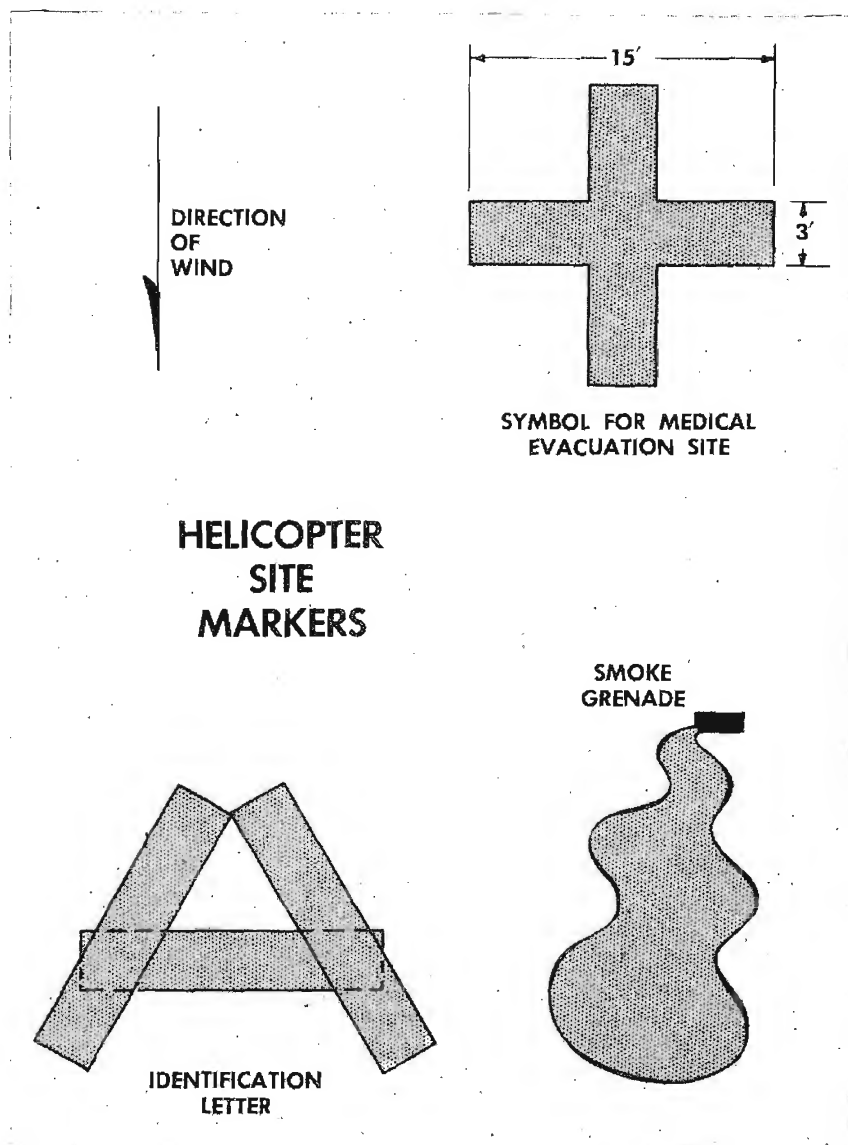 15′
3′
DIRECTION
OF
WIND
SYMBOL FOR MEDICAL
EVACUATION SITE
HELICOPTER
SITE
MARKERS
SMOKE
GRENADE
IDENTIFICATION
LETTER